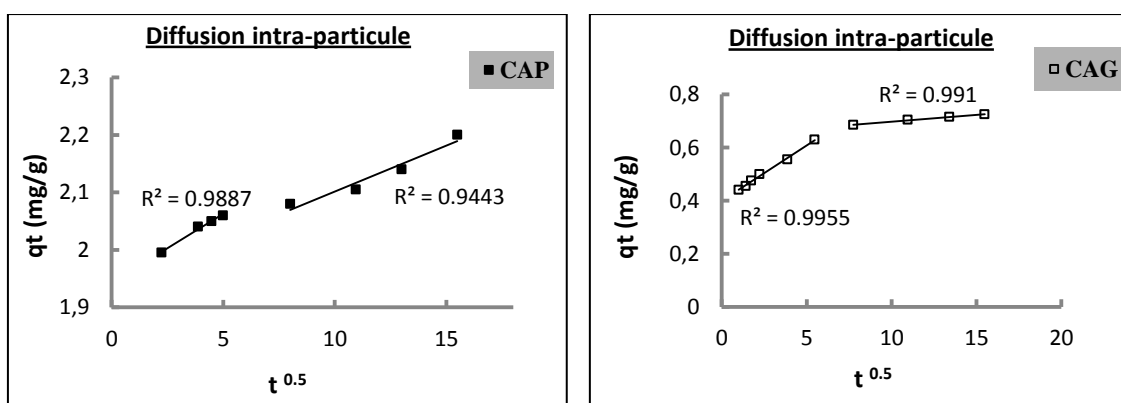 Diffusion intra-particule
CAP
2,3
2,2
2,1
2
1,9
qt (mg/g)
R² = 0.9887
R² = 0.9443
0
5
10
15
t 0.5
Diffusion intra-particule
CAG
0,8
0,6
0,4
0,2
0
qt (mg/g)
R² = 0.991
R² = 0.9955
0
5
10
15
20
t 0.5